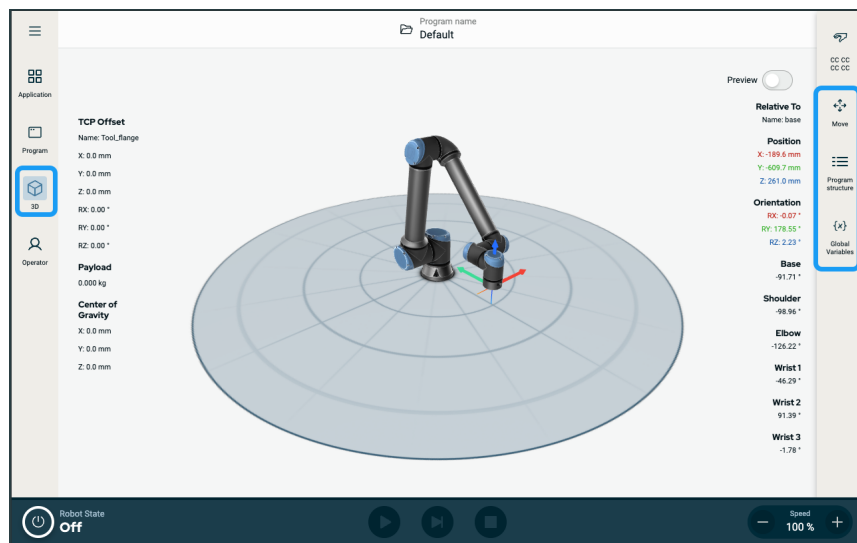 Program name
Default
Application
Program
3D
Operator
TCP Offset
Name: Tool_flange
X: 0.0 mm
Y: 0.0 mm
Z: 0.0 mm
RX: 0.00 °
RY: 0.00 °
RZ: 0.00 °
Payload
0.000 kg
Center of
Gravity
X: 0.0 mm
Y: 0.0 mm
Z: 0.0 mm
Preview
Relative To
Name: base
Position
X: -189.6 mm
Y: -609.7 mm
Z: 261.0 mm
Orientation
RX: -0.07 °
RY: 178.55 °
RZ: 2.23 °
Base
-91.71 °
Shoulder
-98.96 °
Elbow
-126.22 °
Wrist 1
-46.29 °
Wrist 2
91.39 °
Wrist 3
-1.78 °
CC CC
CC CC
Move
Program
structure
{x}
Global
Variables
Robot State
Off
Speed
100 %